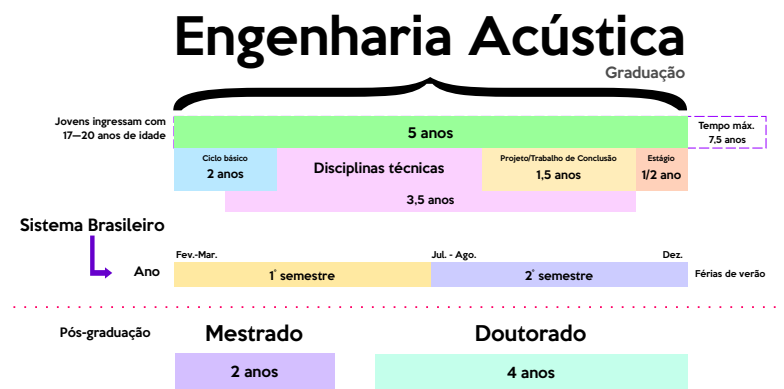 Engenharia Acústica
Graduação
Jovens ingressam com
17—20 anos de idade
5 anos
Tempo máx.
7,5 anos
Ciclo básico
2 anos
Disciplinas técnicas
Projeto/Trabalho de Conclusão
1,5 anos
Estágio
1/2 ano
3,5 anos
Sistema Brasileiro
Fev.-Mar.
Jul. - Ago.
Dez.
Ano
1° semestre
2° semestre
Férias de verão
Pós-graduação
Mestrado
Doutorado
2 anos
4 anos